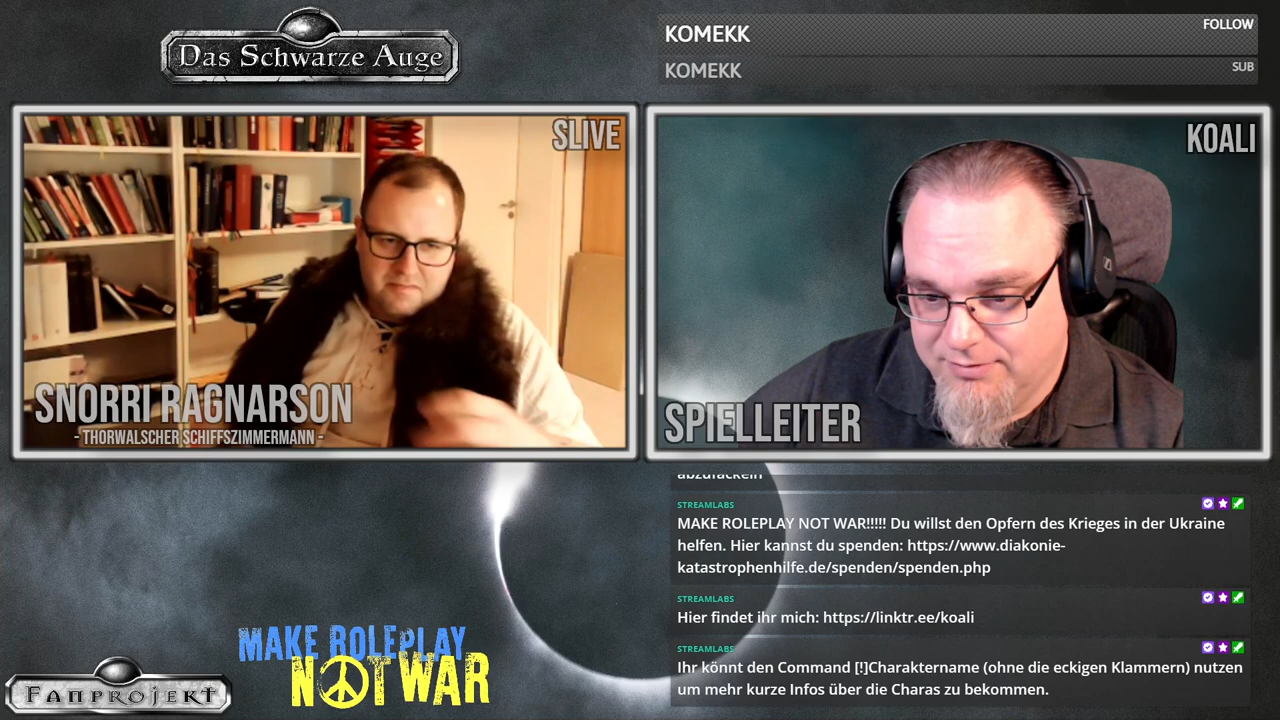 Das Schwarze Auge
KOMEKK
FOLLOW
KOMEKK
SUB
SLIVE
SNORRI RAGNARSON
- THORWALSCHER SCHIFFSZIMMERMANN -
KOALI
SPIELLEITER
abzufackeln
STREAMLABS
MAKE ROLEPLAY NOT WAR!!!!! Du willst den Opfern des Krieges in der Ukraine
helfen. Hier kannst du spenden: https://www.diakonie-
katastrophenhilfe.de/spenden/spenden.php
STREAMLABS
Hier findet ihr mich: https://linktr.ee/koali
STREAMLABS
Ihr könnt den Command [!]Charaktername (ohne die eckigen Klammern) nutzen
um mehr kurze Infos über die Charas zu bekommen.
MAKE ROLEPLAY
NOT WAR
FANPROJEKT